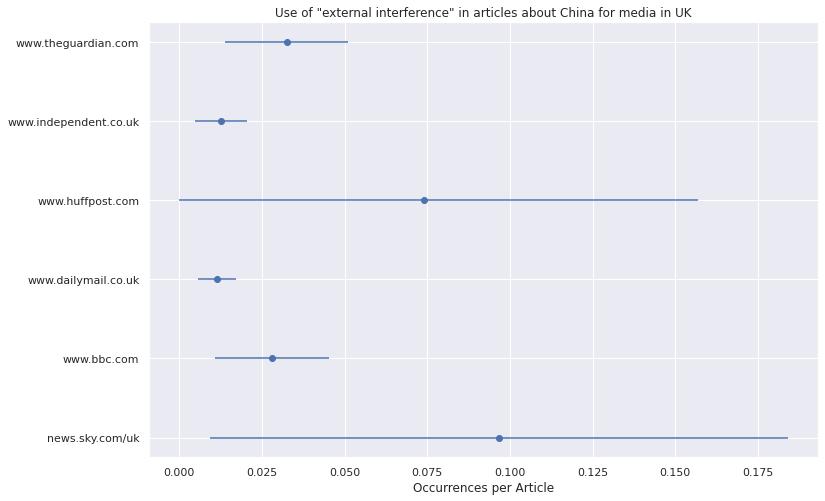 Use of "external interference" in articles about China for media in UK
www.theguardian.com
www.independent.co.uk
www.huffpost.com
www.dailymail.co.uk
www.bbc.com
news.sky.com/uk
0.000 0.025 0.050 0.075 0.100 0.125 0.150 0.175
Occurrences per Article